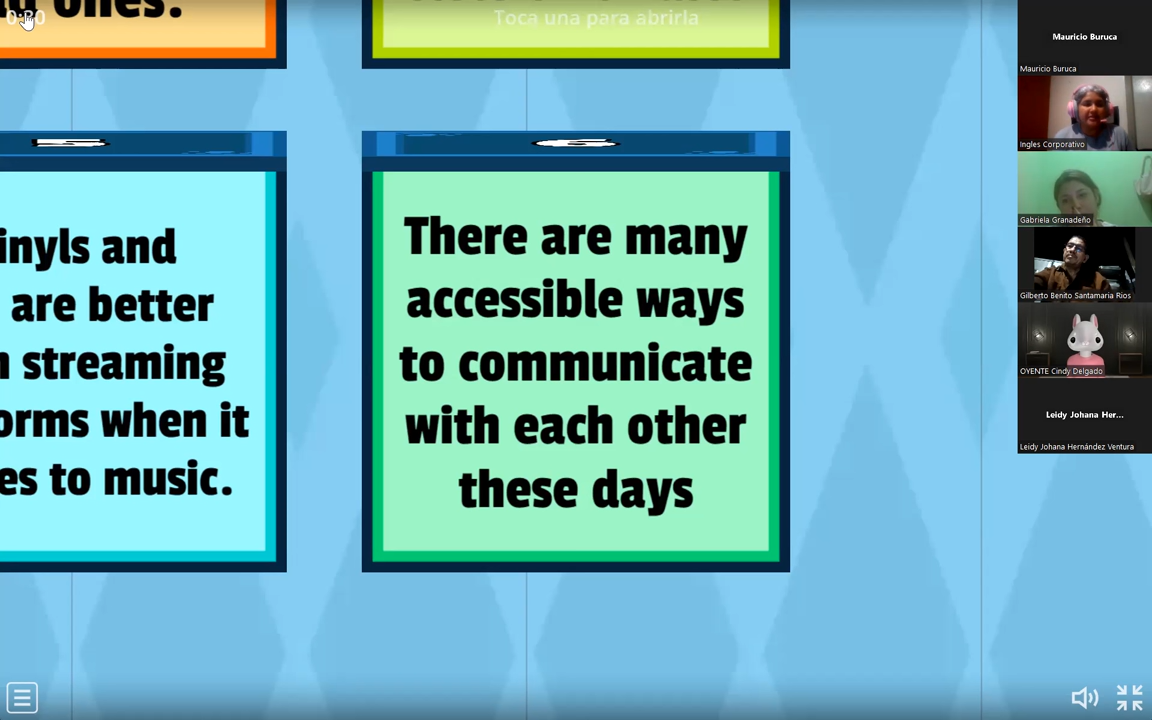 ones.
Toca una para abrirla
Mauricio Buruca
Mauricio Buruca
Ingles Corporativo
Gabriela Granadeño
Gilberto Benito Santamaria Rios
OYENTE Cindy Delgado
Leidy Johana Her...
Leidy Johana Hernández Ventura
inyls and
are better
streaming
orms when it
es to music.
There are many
accessible ways
to communicate
with each other
these days